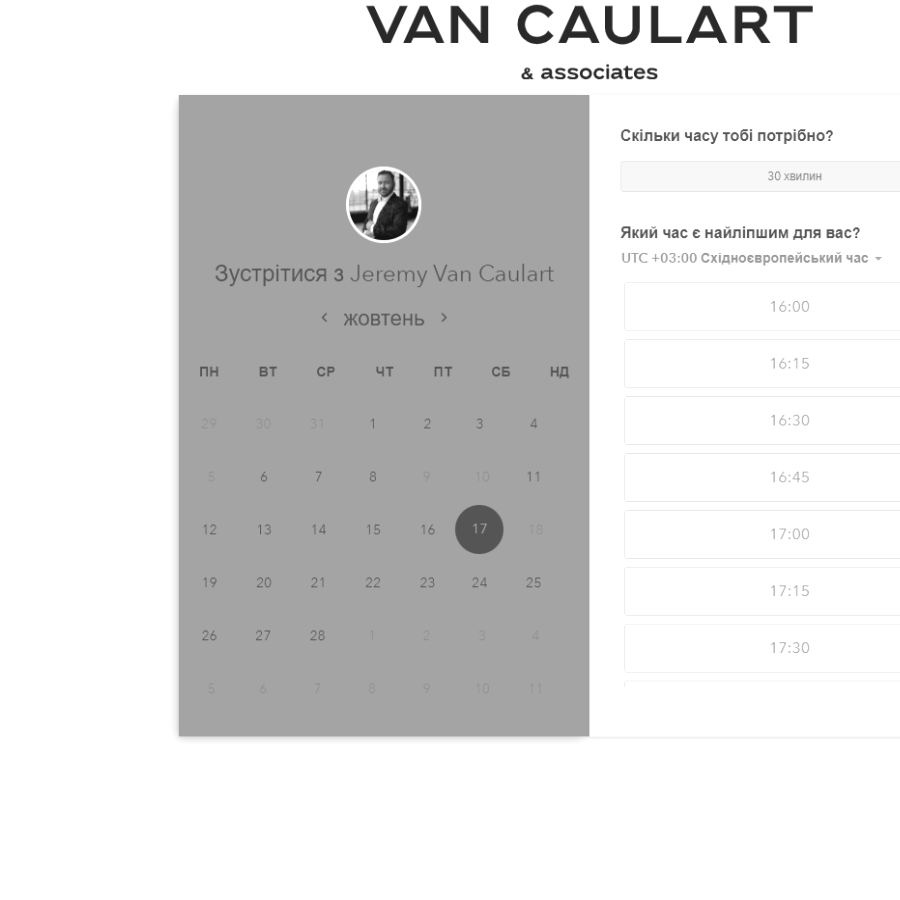 VAN CAULART
& associates
Зустрітися з Jeremy Van Caulart
‹ жовтень ›
ПН ВТ СР ЧТ ПТ СБ НД
29 30 31 1 2 3 4
5 6 7 8 9 10 11
12 13 14 15 16 17 18
19 20 21 22 23 24 25
26 27 28 1 2 3 4
5 6 7 8 9 10 11
Скільки часу тобі потрібно?
30 хвилин
Який час є найліпшим для вас?
UTC +03:00 Східноєвропейський час
16:00
16:15
16:30
16:45
17:00
17:15
17:30